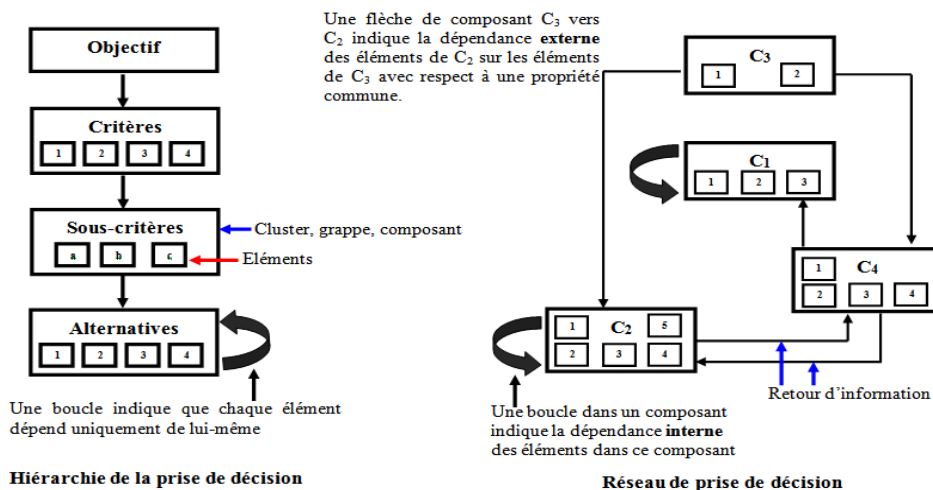 Objectif
Critères
1 2 3 4
Sous-critères
a b c
Cluster, grappe, composant
Eléments
Alternatives
1 2 3 4
Une boucle indique que chaque élément
dépend uniquement de lui-même
Hiérarchie de la prise de décision
Une flèche de composant C3 vers
C2 indique la dépendance externe
des éléments de C2 sur les éléments
de C3 avec respect à une propriété
commune.
C3
1 2
C1
1 2 3
C4
1
2 3 4
C2
1 5
2 3 4
Retour d'information
Une boucle dans un composant
indique la dépendance interne
des éléments dans ce composant
Réseau de prise de décision